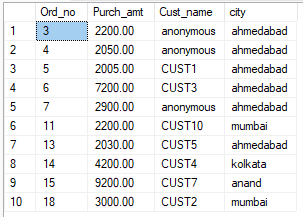 Ord_no Purch_amt Cust_name city
1 3 2200.00 anonymous ahmedabad
2 4 2050.00 anonymous ahmedabad
3 5 2005.00 CUST1 ahmedabad
4 6 7200.00 CUST3 ahmedabad
5 7 2900.00 anonymous ahmedabad
6 11 2200.00 CUST10 mumbai
7 13 2030.00 CUST5 ahmedabad
8 14 4200.00 CUST4 kolkata
9 15 9200.00 CUST7 anand
10 18 3000.00 CUST2 mumbai